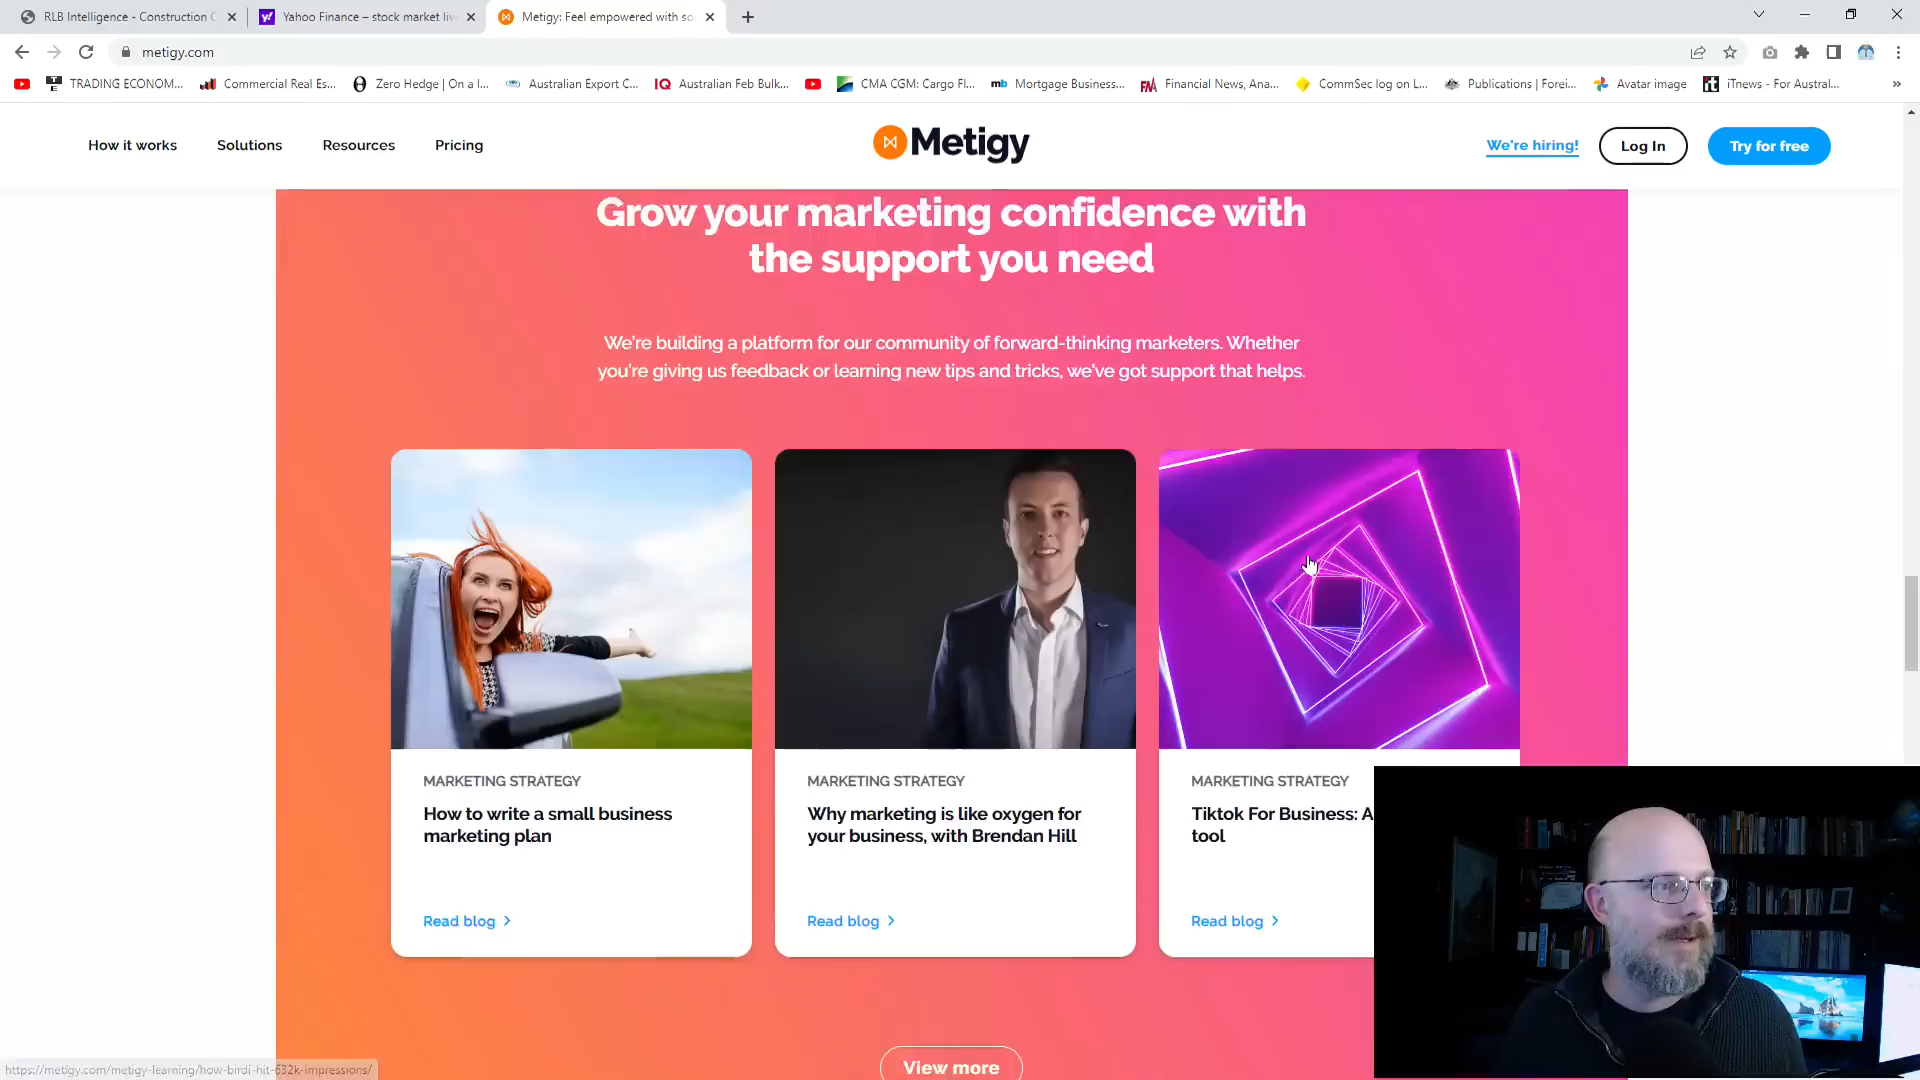 RLB Intelligence - Construction C
Yahoo Finance – stock market live
Metigy: Feel empowered with so
metigy.com
TRADING ECONOM...
Commercial Real Es...
Zero Hedge | On a l...
Australian Export C...
IQ
Australian Feb Bulk...
CMA CGM: Cargo Fl...
mb
Mortgage Business...
Financial News, Ana...
CommSec log on L...
Publications | Forei...
Avatar image
iTnews - For Austral...
How it works
Solutions
Resources
Pricing
Metigy
We're hiring!
Log In
Try for free
Grow your marketing confidence with
the support you need
We're building a platform for our community of forward-thinking marketers. Whether
you're giving us feedback or learning new tips and tricks, we've got support that helps.
MARKETING STRATEGY
How to write a small business
marketing plan
Read blog
MARKETING STRATEGY
Why marketing is like oxygen for
your business, with Brendan Hill
Read blog
MARKETING STRATEGY
Tiktok For Business: A
tool
Read blog
View more
https://metigy.com/metigy-learning/how-birdi-hit-632k-impressions/